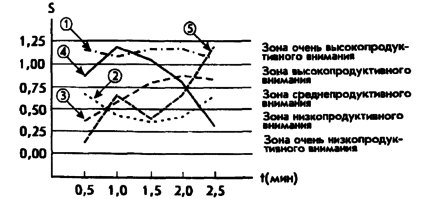 S
①
⑤
1,25
④
1,00
②
0,75
③
0,50
0,25
0,00
0,5 1,0 1,5 2,0 2,5
t(мин)
Зона очень высокопродук-
тивного внимания
Зона высокопродуктивного
внимания
Зона среднепродуктивного
внимания
Зона низкопродуктивного
внимания
Зона очень низкопродук-
тивного внимания